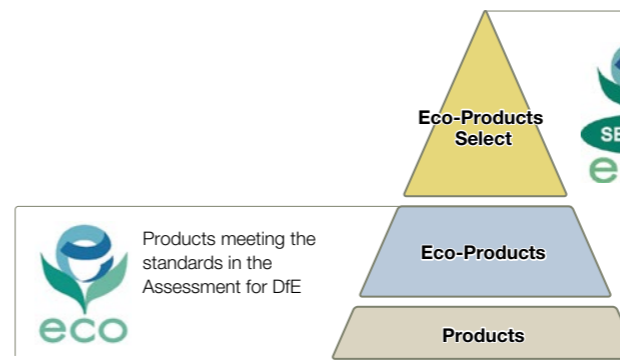 Eco-Products
Select
Products meeting the
standards in the
Assessment for DfE
eco
Eco-Products
Products